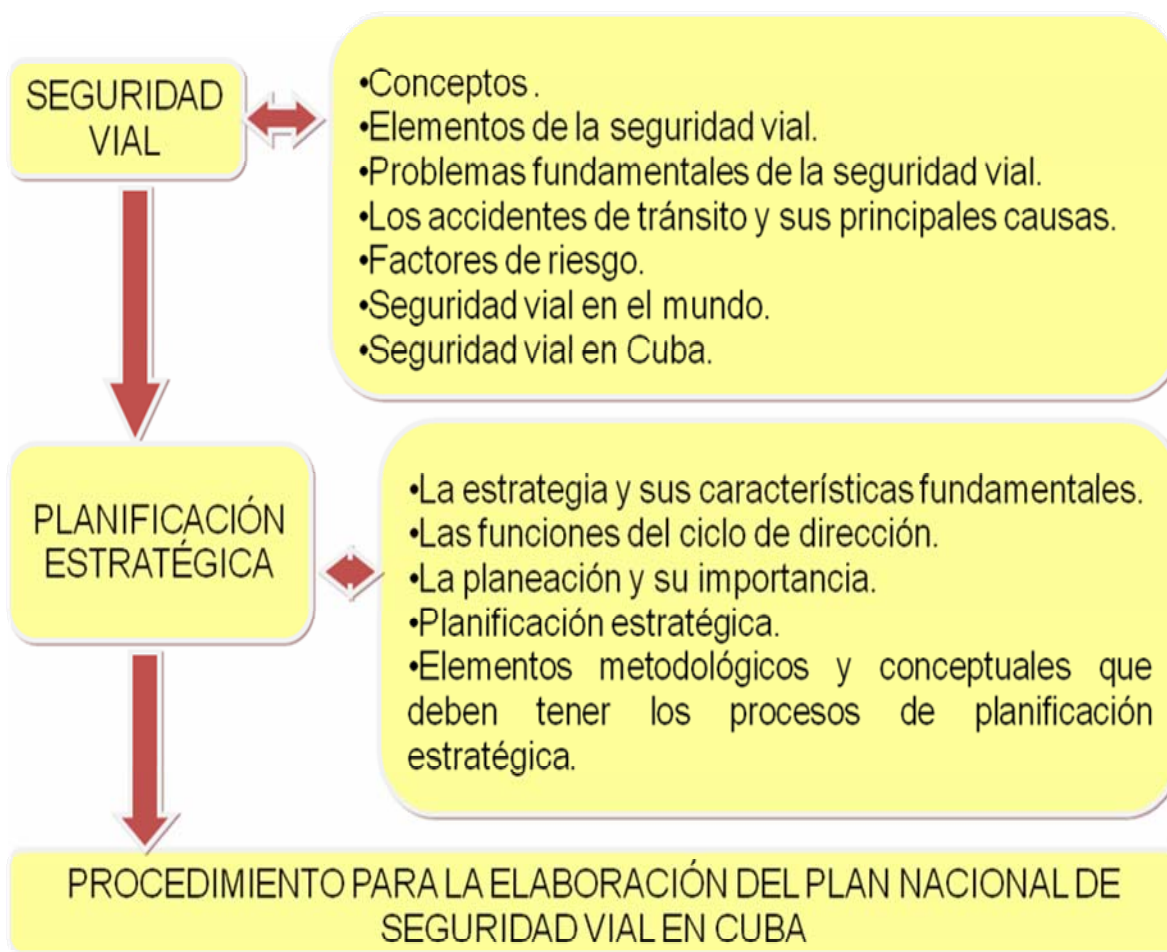 SEGURIDAD
VIAL
•Conceptos .
•Elementos de la seguridad vial.
•Problemas fundamentales de la seguridad vial.
•Los accidentes de tránsito y sus principales causas.
•Factores de riesgo.
•Seguridad vial en el mundo.
•Seguridad vial en Cuba.
PLANIFICACIÓN
ESTRATÉGICA
•La estrategia y sus características fundamentales.
•Las funciones del ciclo de dirección.
•La planeación y su importancia.
•Planificación estratégica.
•Elementos metodológicos y conceptuales que
deben tener los procesos de planificación
estratégica.
PROCEDIMIENTO PARA LA ELABORACIÓN DEL PLAN NACIONAL DE
SEGURIDAD VIAL EN CUBA